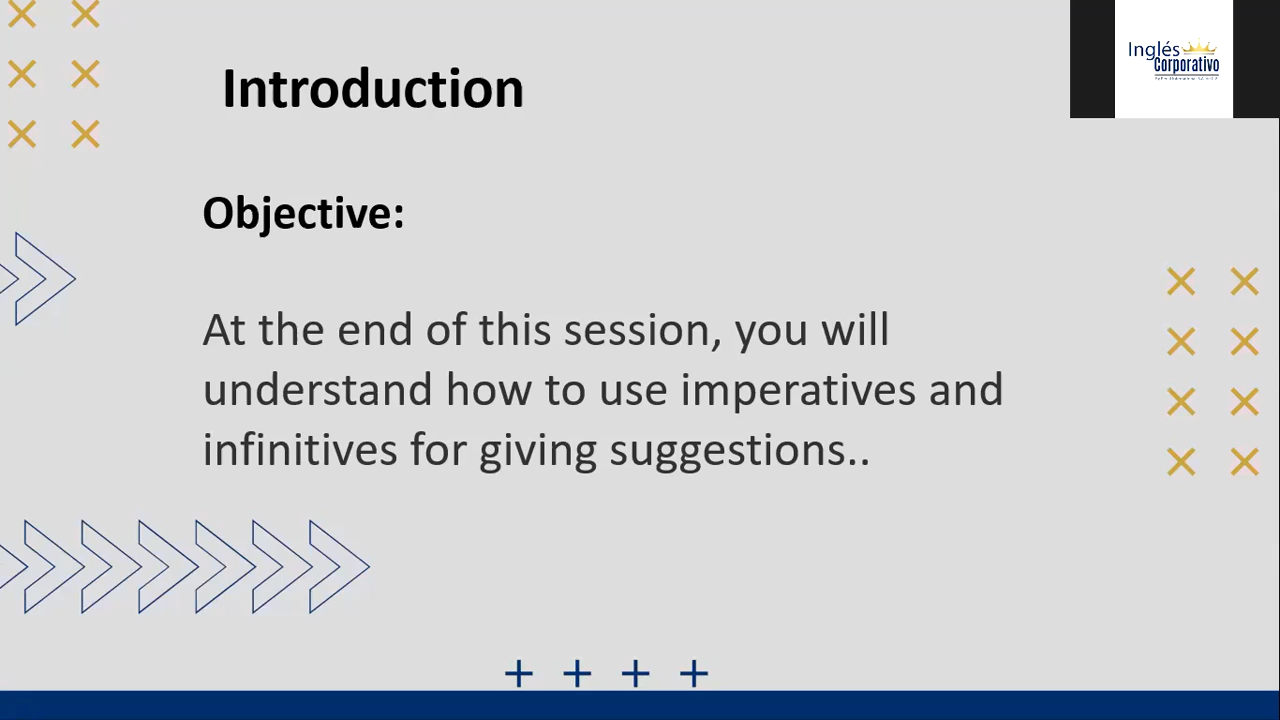 Inglés
Corporativo
Introduction
Objective:
At the end of this session, you will
understand how to use imperatives and
infinitives for giving suggestions..